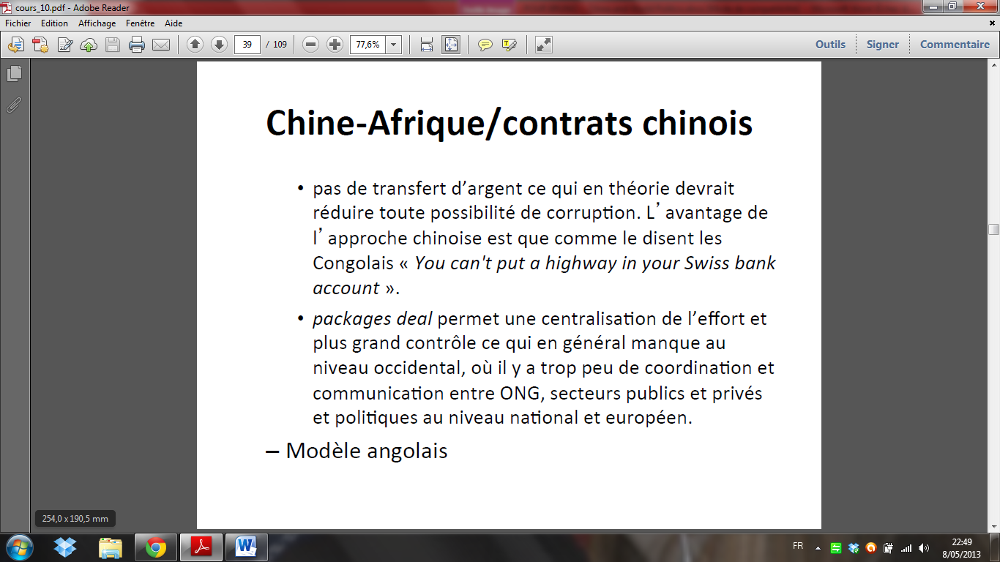 cours_10.pdf - Adobe Reader
Fichier Edition Affichage Fenêtre Aide
39 / 109 77,6% Outils Signer Commentaire
Chine-Afrique/contrats chinois
• pas de transfert d’argent ce qui en théorie devrait
réduire toute possibilité de corruption. L’ avantage de
l’ approche chinoise est que comme le disent les
Congolais « You can't put a highway in your Swiss bank
account ».
• packages deal permet une centralisation de l’effort et
plus grand contrôle ce qui en général manque au
niveau occidental, où il y a trop peu de coordination et
communication entre ONG, secteurs publics et privés
et politiques au niveau national et européen.
– Modèle angolais
254,0 x 190,5 mm
FR 22:49
8/05/2013